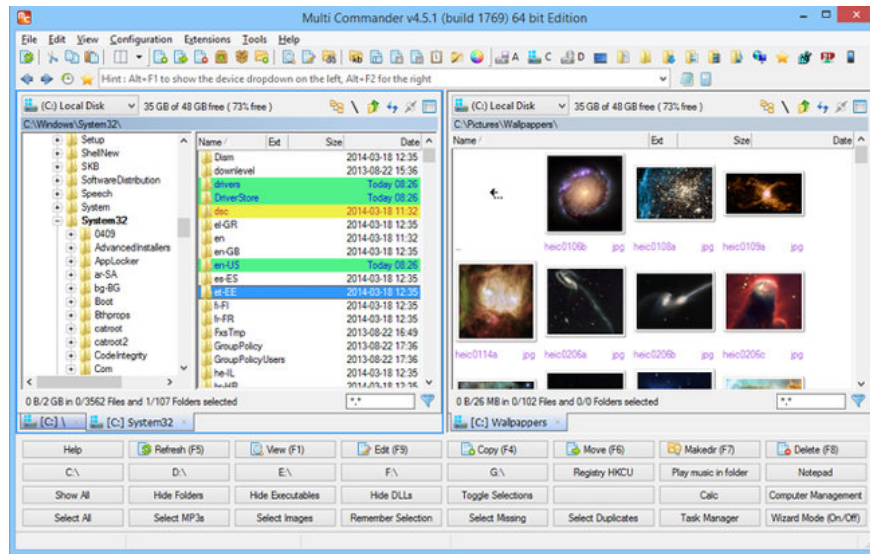 Multi Commander v4.5.1 (build 1769) 64 bit Edition
File Edit View Configuration Extensions Tools Help
A C D
Hint: Alt+F1 to show the device dropdown on the left, Alt+F2 for the right
(C:) Local Disk 35 GB of 48 GB free ( 73% free ) \
C:\Windows\System32\
Setup
ShellNew
SKB
SoftwareDistribution
Speech
System
System32
0409
AdvancedInstallers
AppLocker
ar-SA
bg-BG
Boot
Bthprops
catroot
catroot2
CodeIntegrity
Com
Name Ext Size Date
Dism 2014-03-18 12:35
downlevel 2013-08-22 15:36
drivers Today 08:26
DriverStore Today 08:26
dsc 2014-03-18 11:32
el-GR 2014-03-18 12:35
en 2014-03-18 11:32
en-GB 2014-03-18 12:35
en-US Today 08:26
es-ES 2014-03-18 12:35
et-EE 2014-03-18 12:35
fi-FI 2014-03-18 12:35
fr-FR 2014-03-18 12:35
FxsTmp 2013-08-22 16:49
GroupPolicy 2013-08-22 17:36
GroupPolicyUsers 2013-08-22 17:36
he-IL 2014-03-18 12:35
hr-HR 2014-03-18 12:35
0 B/2 GB in 0/3562 Files and 1/107 Folders selected *.*
[C:] \ [C:] System32
(C:) Local Disk 35 GB of 48 GB free ( 73% free ) \
C:\Pictures\Wallpappers\
Name Ext Size Date
..
heic0106b jpg heic0108a jpg heic0109a jpg
heic0114a jpg heic0206a jpg heic0206b jpg heic0206c jpg
0 B/26 MB in 0/102 Files and 0/0 Folders selected *.*
[C:] Wallpappers
Help Refresh (F5) View (F1) Edit (F9) Copy (F4) Move (F6) Makedir (F7) Delete (F8)
C:\ D:\ E:\ F:\ G:\ Registry HKCU Play music in folder Notepad
Show All Hide Folders Hide Executables Hide DLLs Toggle Selections Calc Computer Management
Select All Select MP3s Select Images Remember Selection Select Missing Select Duplicates Task Manager Wizard Mode (On/Off)